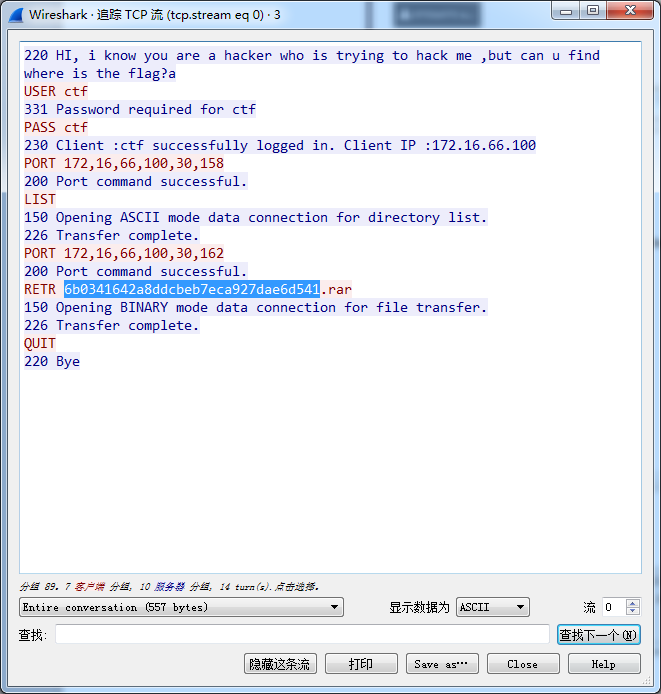 Wireshark · 追踪 TCP 流 (tcp.stream eq 0) · 3
220 HI, i know you are a hacker who is trying to hack me ,but can u find
where is the flag?a
USER ctf
331 Password required for ctf
PASS ctf
230 Client :ctf successfully logged in. Client IP :172.16.66.100
PORT 172,16,66,100,30,158
200 Port command successful.
LIST
150 Opening ASCII mode data connection for directory list.
226 Transfer complete.
PORT 172,16,66,100,30,162
200 Port command successful.
RETR 6b0341642a8ddcbeb7eca927dae6d541.rar
150 Opening BINARY mode data connection for file transfer.
226 Transfer complete.
QUIT
220 Bye
分组 89. 7 客户端 分组, 10 服务器 分组, 14 turn(s).点击选择.
Entire conversation (557 bytes) 显示数据为 ASCII 流 0
查找: 查找下一个(N)
隐藏这条流 打印 Save as… Close Help